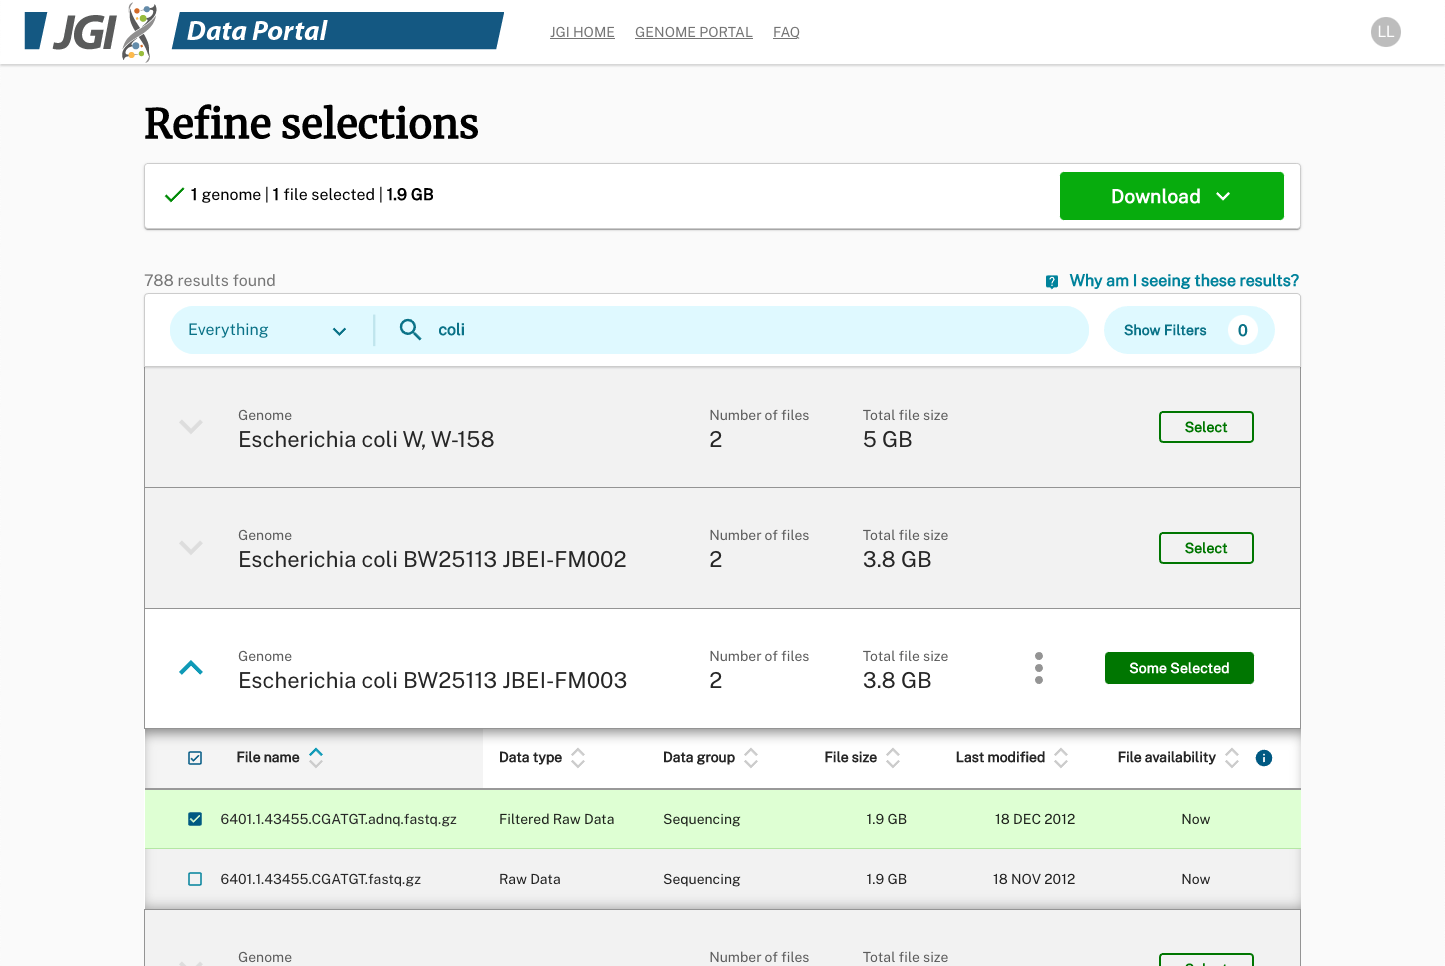 JGI Data Portal
JGI HOME GENOME PORTAL FAQ
LL
Refine selections
1 genome | 1 file selected | 1.9 GB
Download
788 results found
Why am I seeing these results?
Everything
coli
Show Filters 0
Genome Number of files Total file size
Escherichia coli W, W-158 2 5 GB
Select
Genome Number of files Total file size
Escherichia coli BW25113 JBEI-FM002 2 3.8 GB
Select
Genome Number of files Total file size
Escherichia coli BW25113 JBEI-FM003 2 3.8 GB
Some Selected
File name Data type Data group File size Last modified File availability
6401.1.43455.CGATGT.adnq.fastq.gz Filtered Raw Data Sequencing 1.9 GB 18 DEC 2012 Now
6401.1.43455.CGATGT.fastq.gz Raw Data Sequencing 1.9 GB 18 NOV 2012 Now
Genome Number of files Total file size